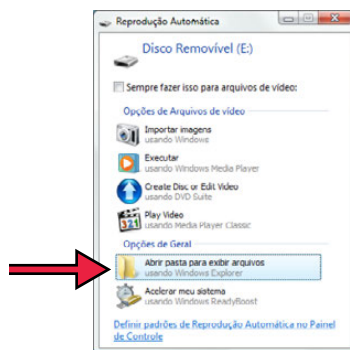 Reprodução Automática
Disco Removível (E:)
Sempre fazer isso para arquivos de vídeo:
Opções de Arquivos de vídeo
Importar imagens
usando Windows
Executar
usando Windows Media Player
Create Disc or Edit Video
usando DVD Suite
Play Video
usando Media Player Classic
321
Opções de Geral
Abrir pasta para exibir arquivos
usando Windows Explorer
Acelerar meu sistema
usando Windows ReadyBoost
Definir padrões de Reprodução Automática no Painel
de Controle